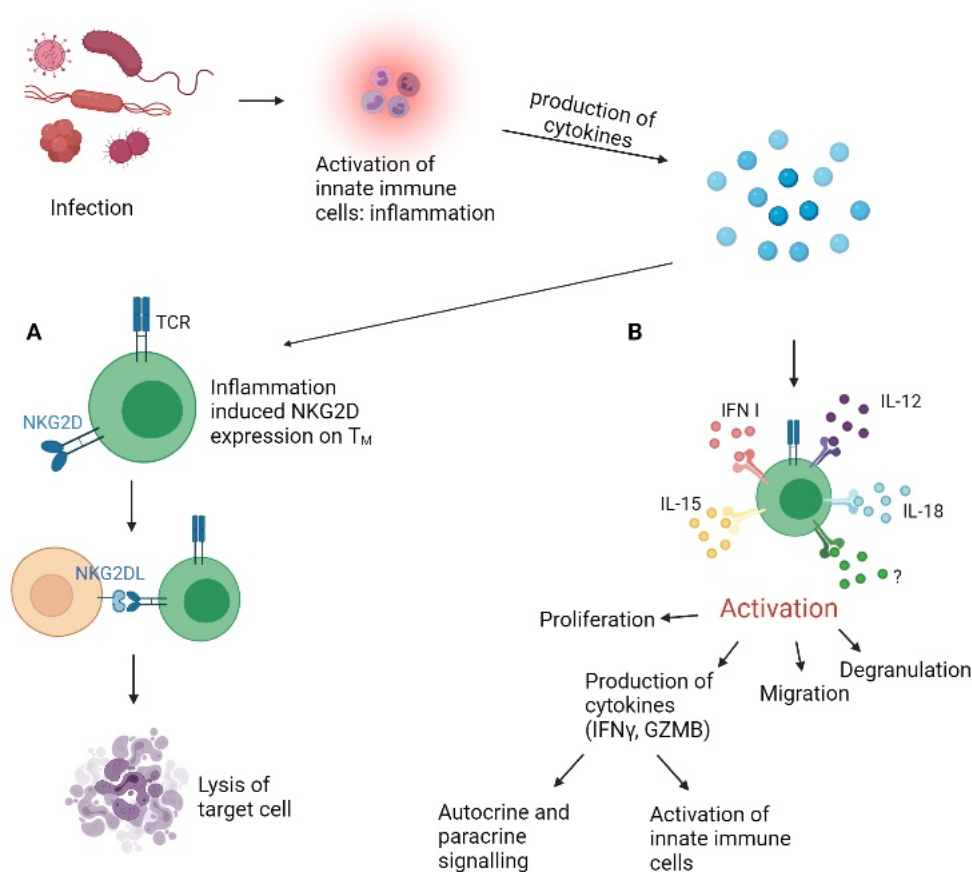 production of
cytokines
Activation of
innate immune
cells: inflammation
Infection
A
TCR
NKG2D
Inflammation
induced NKG2D
expression on TM
NKG2DL
Lysis of
target cell
B
IFN I
IL-12
IL-15
IL-18
?
Activation
Proliferation
Production of
cytokines
(IFNγ, GZMB)
Migration
Degranulation
Autocrine and
paracrine
signalling
Activation of
innate immune
cells